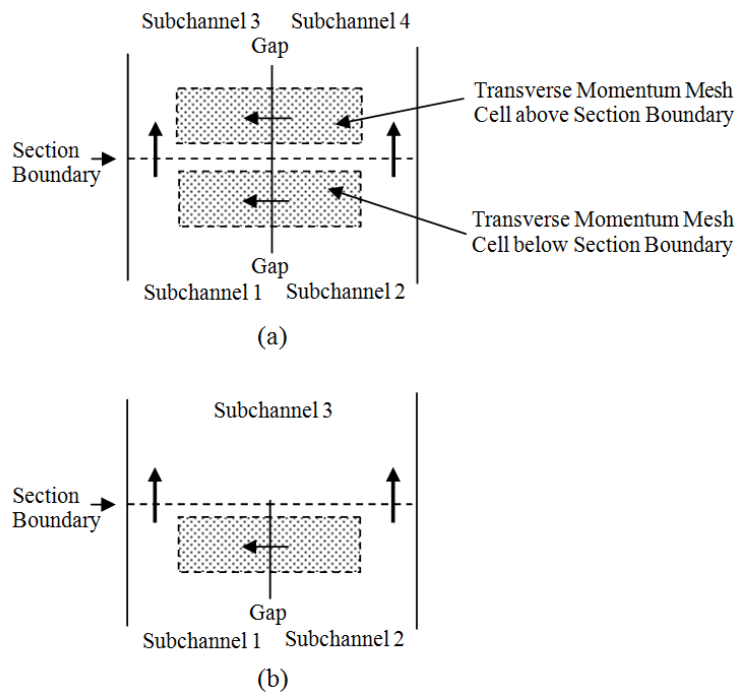 Subchannel 3 Subchannel 4
Gap
Transverse Momentum Mesh
Cell above Section Boundary
Section
Boundary
Transverse Momentum Mesh
Cell below Section Boundary
Gap
Subchannel 1 Subchannel 2
(a)
Subchannel 3
Section
Boundary
Gap
Subchannel 1 Subchannel 2
(b)